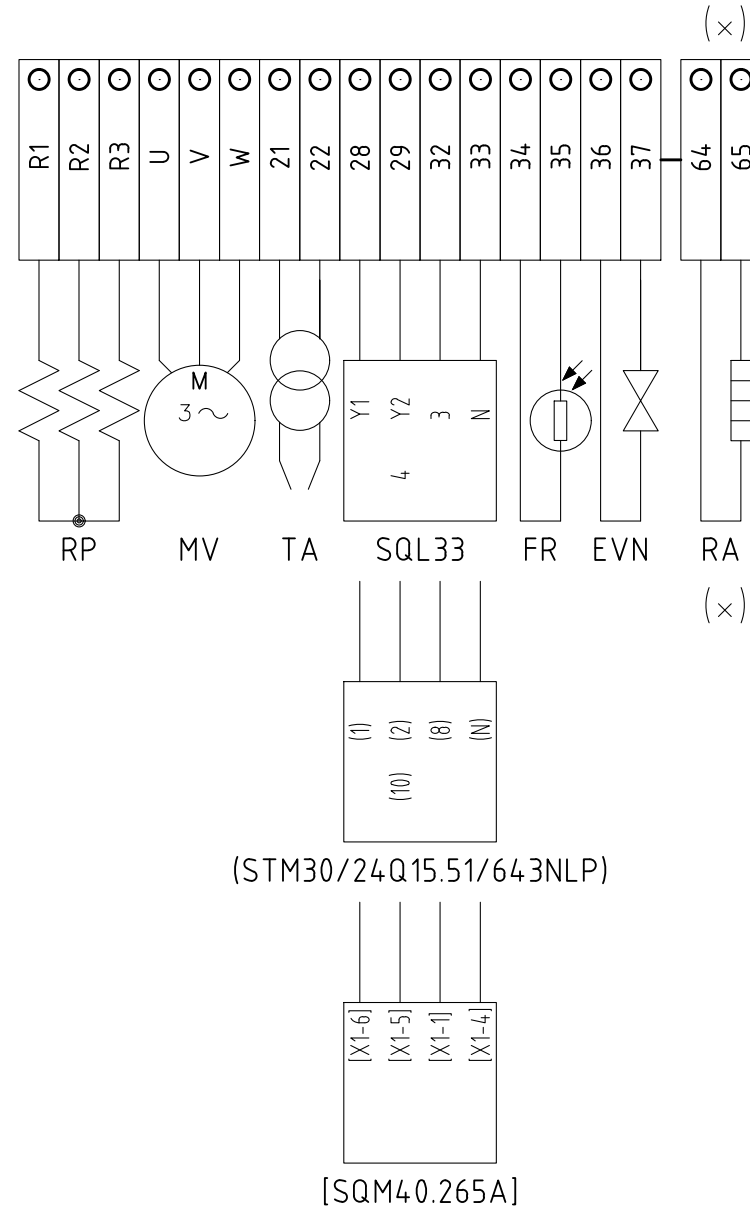 (×)
R1 R2 R3 U V W 21 22 28 29 32 33 34 35 36 37 64 65
M
3~
Y1 Y2 3 N
4
RP MV TA SQL33 FR EVN RA
(×)
(1) (2) (8) (N)
(10)
(STM30/24Q15.51/643NLP)
[X1-6] [X1-5] [X1-1] [X1-4]
[SQM40.265A]